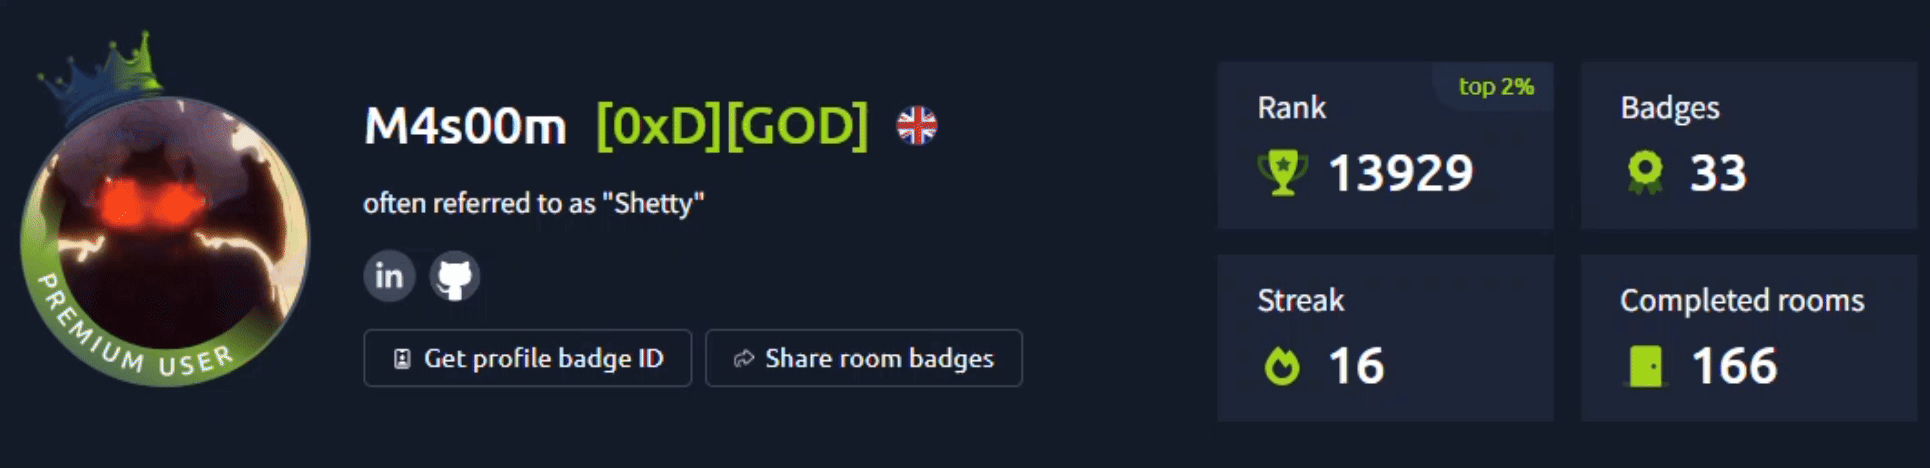 M4s00m [0xD][GOD]
often referred to as "Shetty"
in
Get profile badge ID
Share room badges
PREMIUM USER
Rank
top 2%
13929
Badges
33
Streak
16
Completed rooms
166